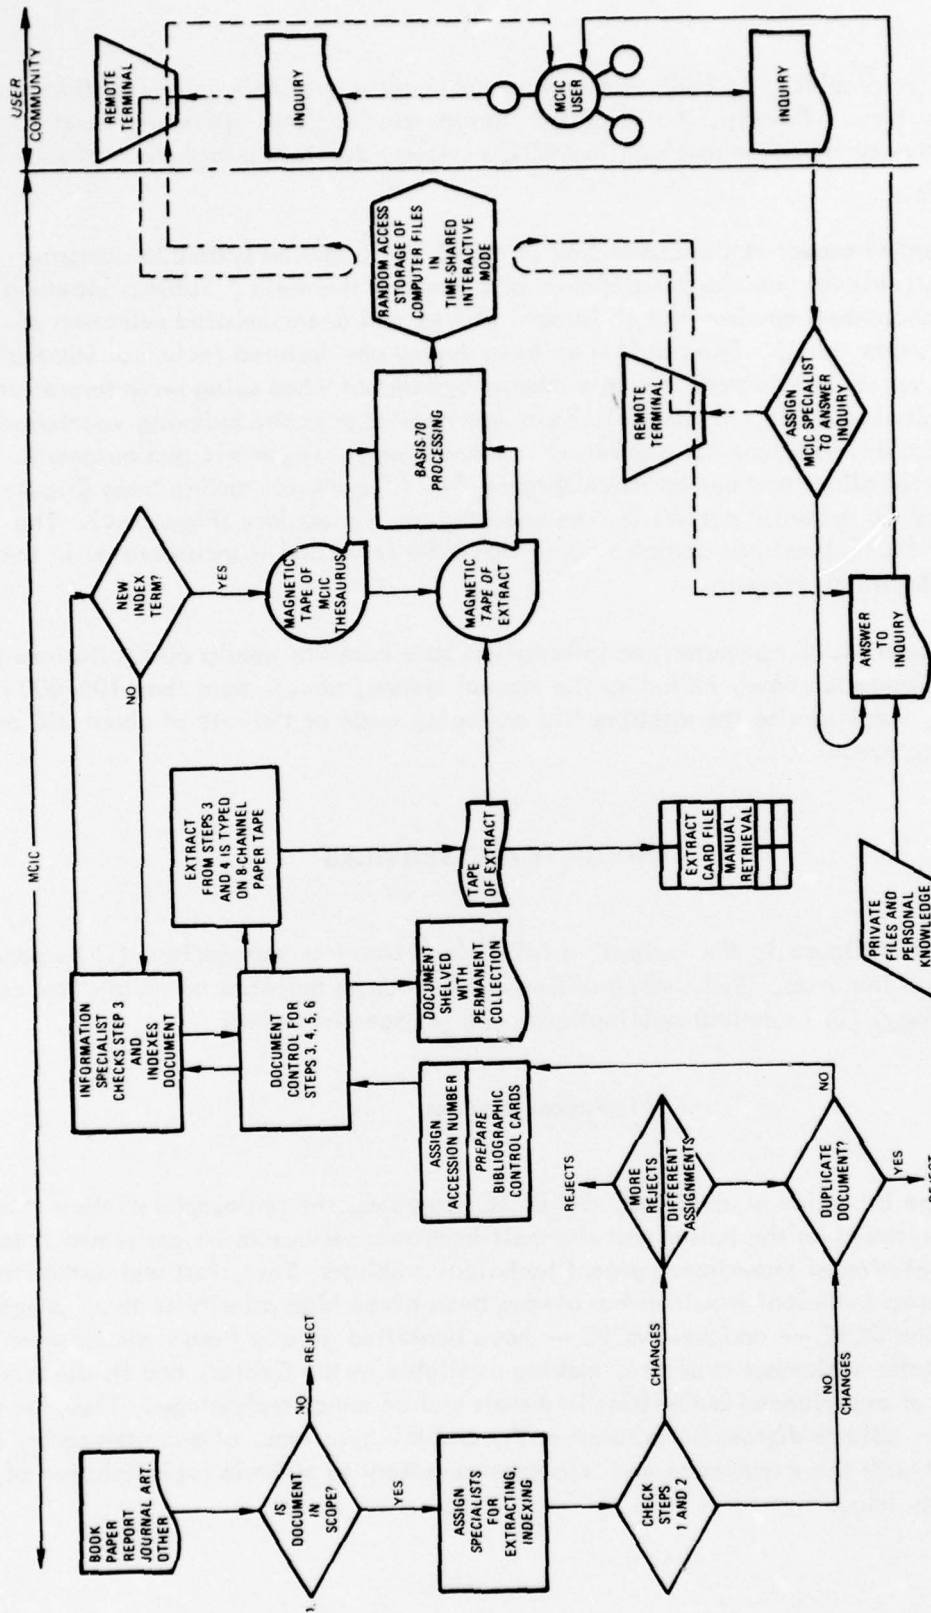 MCIC
USER
COMMUNITY
BOOK
PAPER
REPORT
JOURNAL ART.
OTHER
IS
DOCUMENT
IN
SCOPE?
NO
REJECT
YES
ASSIGN
SPECIALISTS
FOR
EXTRACTING,
INDEXING
CHECK
STEPS
1 AND 2
CHANGES
NO
CHANGES
REJECTS
MORE
REJECTS
DIFFERENT
ASSIGNMENTS
DUPLICATE
DOCUMENT?
YES
NO
ASSIGN
ACCESSION NUMBER
PREPARE
BIBLIOGRAPHIC
CONTROL CARDS
INFORMATION
SPECIALIST
CHECKS STEP 3
AND
INDEXES
DOCUMENT
DOCUMENT
CONTROL FOR
STEPS 3, 4, 5, 6
DOCUMENT
SHELVED
WITH
PERMANENT
COLLECTION
EXTRACT
FROM STEPS 3
AND 4 IS TYPED
ON 8-CHANNEL
PAPER TAPE
TAPE
OF EXTRACT
EXTRACT
CARD FILE
MANUAL
RETRIEVAL
NO
NEW
INDEX
TERM?
YES
MAGNETIC
TAPE OF
MCIC
THESAURUS
MAGNETIC
TAPE OF
EXTRACT
BASIS-70
PROCESSING
RANDOM ACCESS
STORAGE OF
COMPUTER FILES
IN
TIME-SHARED
INTERACTIVE
MODE
REMOTE
TERMINAL
ASSIGN
MCIC SPECIALIST
TO ANSWER
INQUIRY
PRIVATE
FILES AND
PERSONAL
KNOWLEDGE
ANSWER
TO
INQUIRY
REMOTE
TERMINAL
INQUIRY
MCIC
USER
INQUIRY